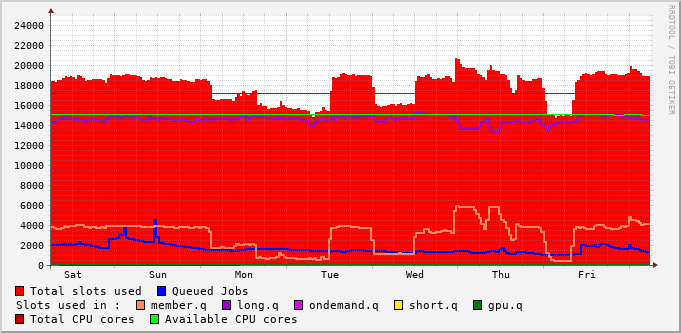 24000
22000
20000
18000
16000
14000
12000
10000
8000
6000
4000
2000
0
Sat Sun Mon Tue Wed Thu Fri
Total slots used Queued Jobs
Slots used in : member.q long.q ondemand.q short.q gpu.q
Total CPU cores Available CPU cores
RRDTOOL / TOBI OETIKER